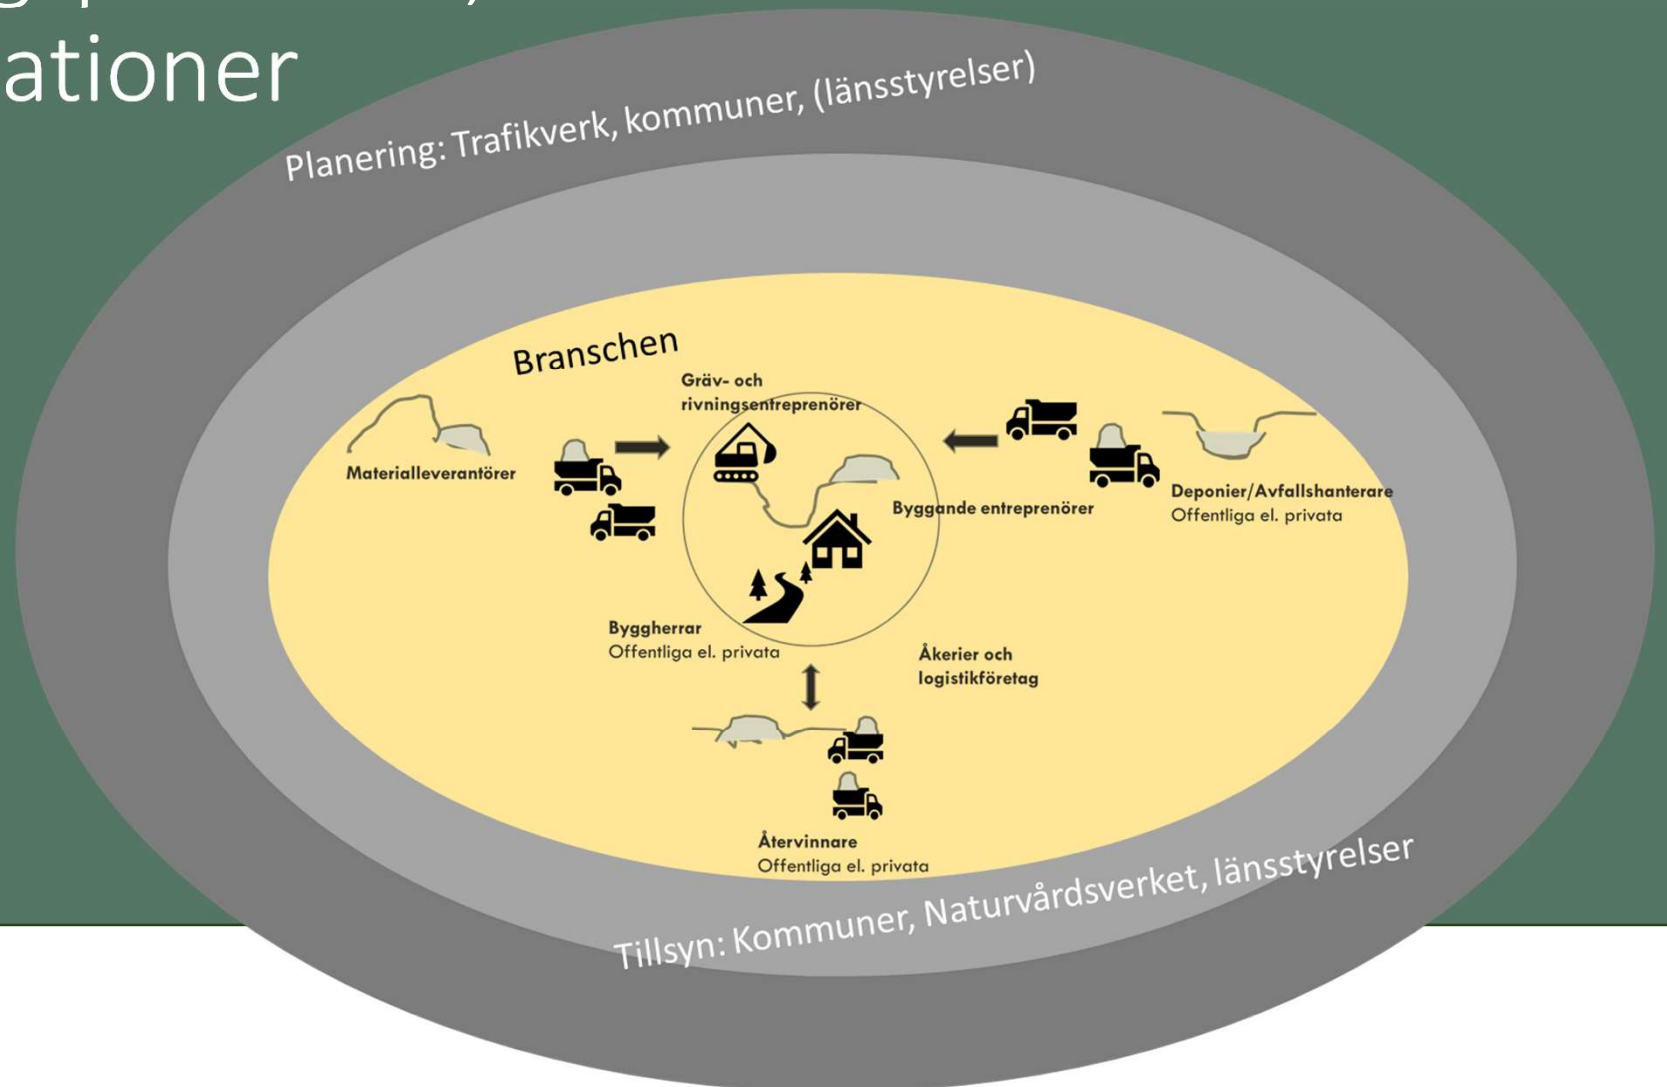 ationer
Planering: Trafikverk, kommuner, (länsstyrelser)
Branschen
Gräv- och
rivningsentreprenörer
Materialleverantörer
Byggande entreprenörer
Deponier/Avfallshanterare
Offentliga el. privata
Byggherrar
Offentliga el. privata
Åkerier och
logistikföretag
Återvinnare
Offentliga el. privata
Tillsyn: Kommuner, Naturvårdsverket, länsstyrelser